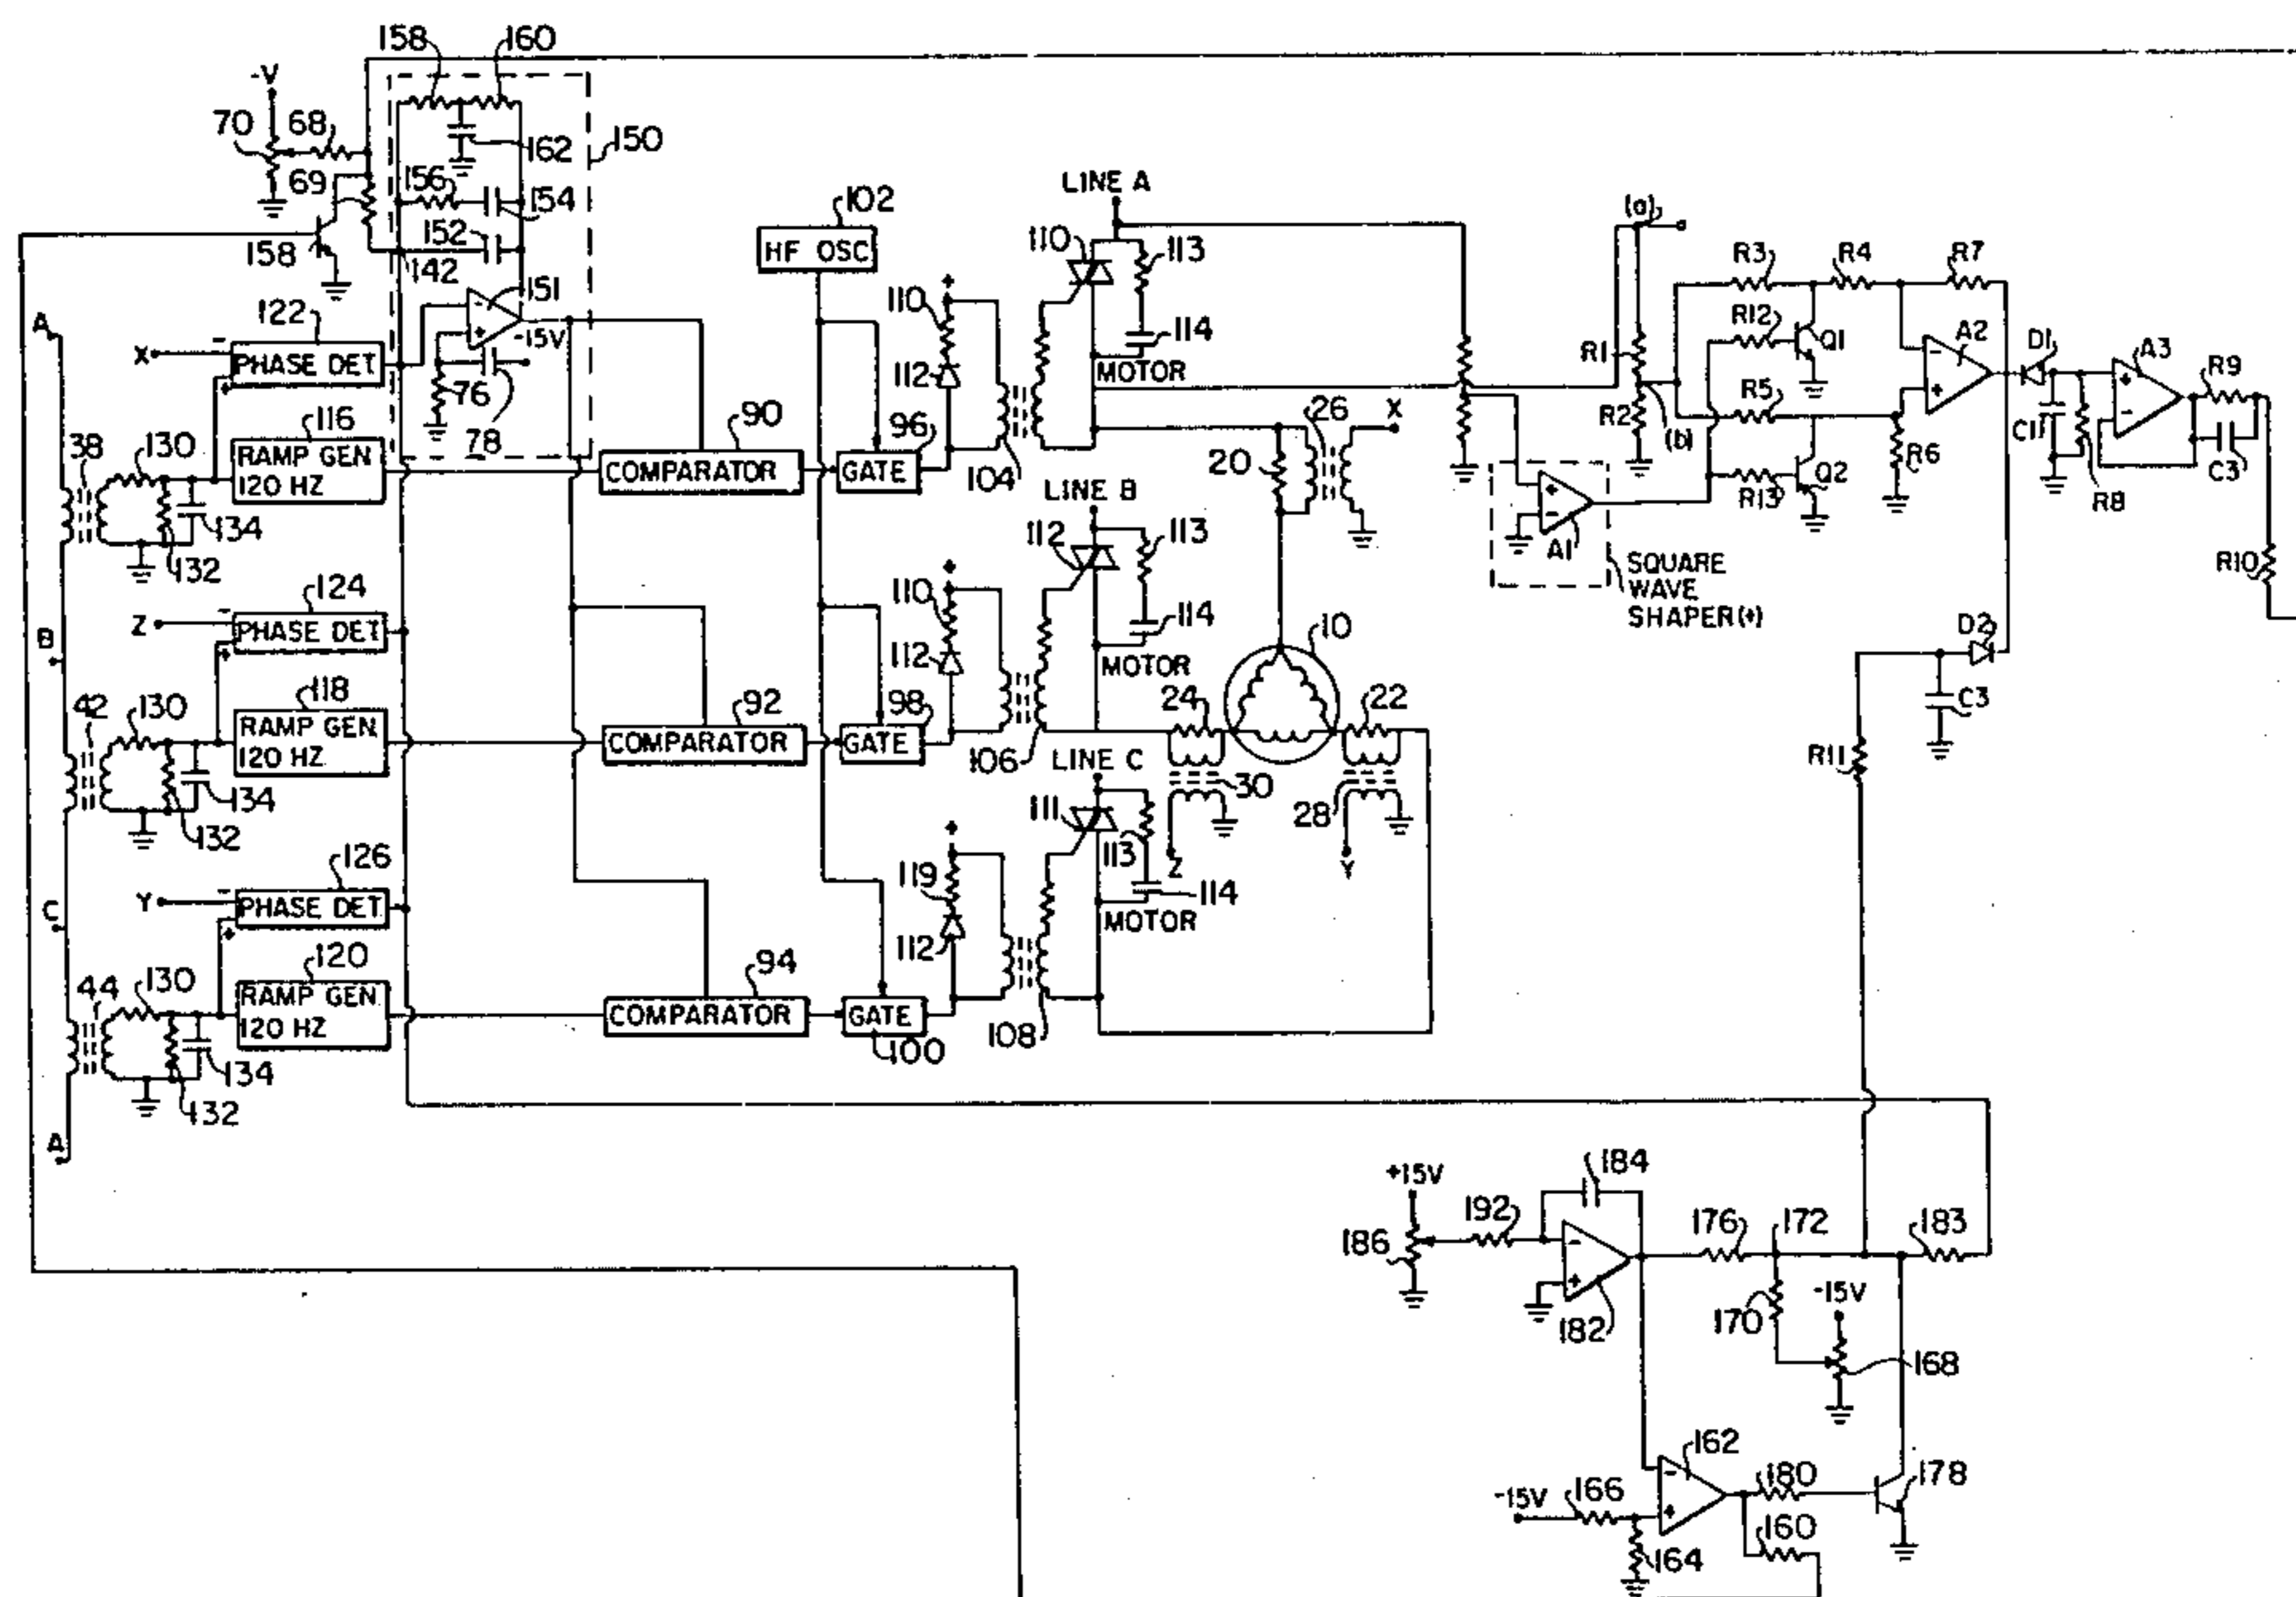 158
160
-V
70
68
162
150
69
156
154
152
158
142
151
-15V
122
A
X
-
PHASE DET
+
76
78
38
130
116
RAMP GEN
120 HZ
134
132
102
HF OSC
90
COMPARATOR
96
GATE
+
110
112
104
LINE A
110
113
114
MOTOR
20
26
X
(a)
R1
R2
(b)
R3
R4
R7
R12
Q1
R5
A2
-
+
R13
Q2
R6
D1
C1
R8
A3
+
-
R9
C3
R10
+
-
A1
SQUARE
WAVE
SHAPER(+)
D2
C3
R11
B
Z
-
124
PHASE DET
+
42
130
118
RAMP GEN
120 HZ
134
132
92
COMPARATOR
98
GATE
+
110
112
106
LINE B
112
113
114
MOTOR
10
24
22
30
28
Z
Y
C
Y
-
126
PHASE DET
+
44
130
120
RAMP GEN
120 HZ
134
132
A
94
COMPARATOR
GATE
100
+
119
112
108
LINE C
111
113
114
MOTOR
+15V
186
192
184
-
+
182
176
172
183
170
-15V
168
-15V
166
164
162
-
+
180
178
160